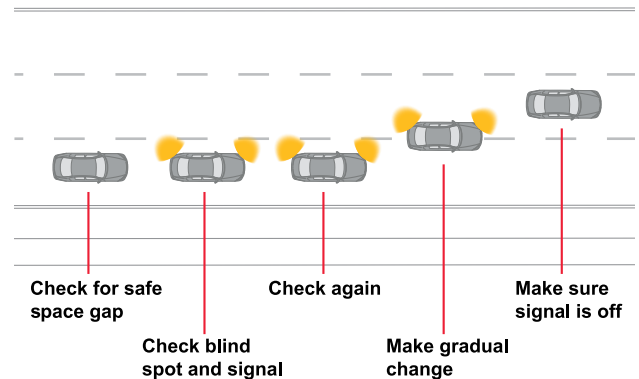 Check for safe
space gap
Check blind
spot and signal
Check again
Make gradual
change
Make sure
signal is off